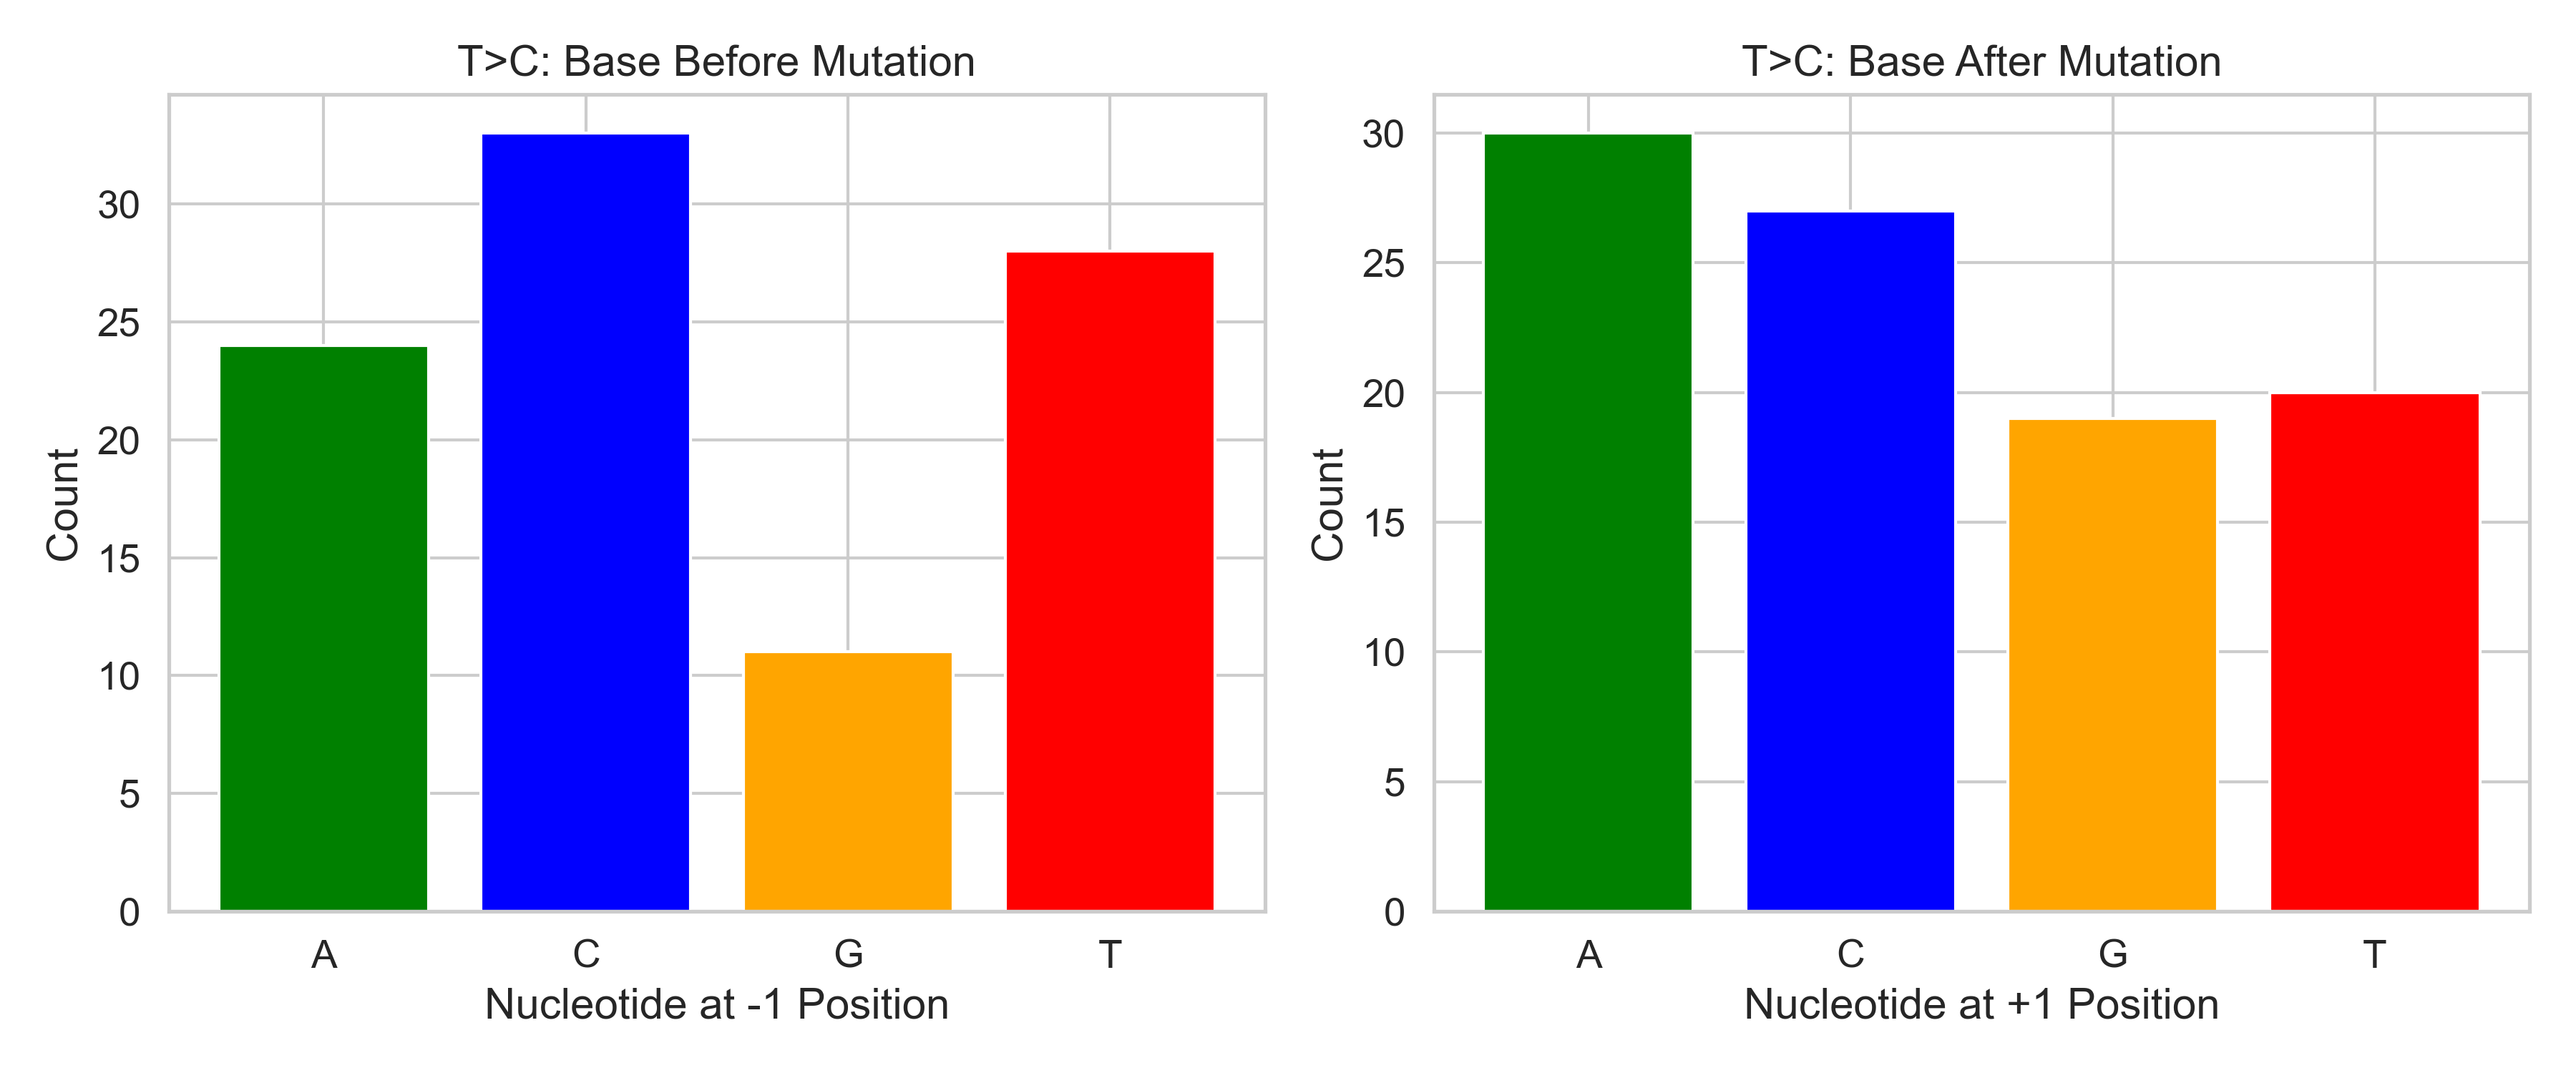 T>C: Base Before Mutation
Count
30
25
20
15
10
5
0
A C G T
Nucleotide at -1 Position
T>C: Base After Mutation
Count
30
25
20
15
10
5
0
A C G T
Nucleotide at +1 Position